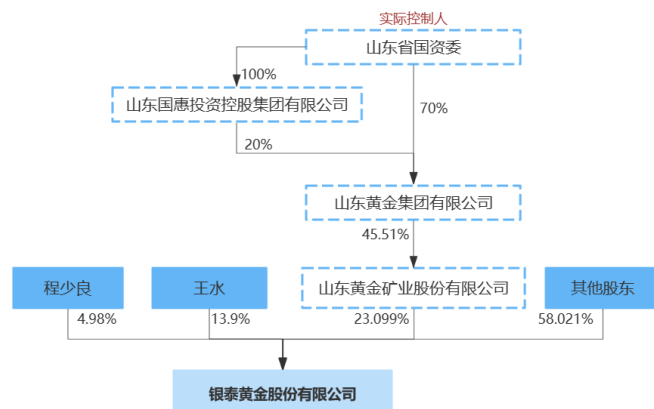 实际控制人
山东省国资委
100%
山东国惠投资控股集团有限公司
70%
20%
山东黄金集团有限公司
45.51%
程少良
王水
山东黄金矿业股份有限公司
其他股东
4.98%
13.9%
23.099%
58.021%
银泰黄金股份有限公司